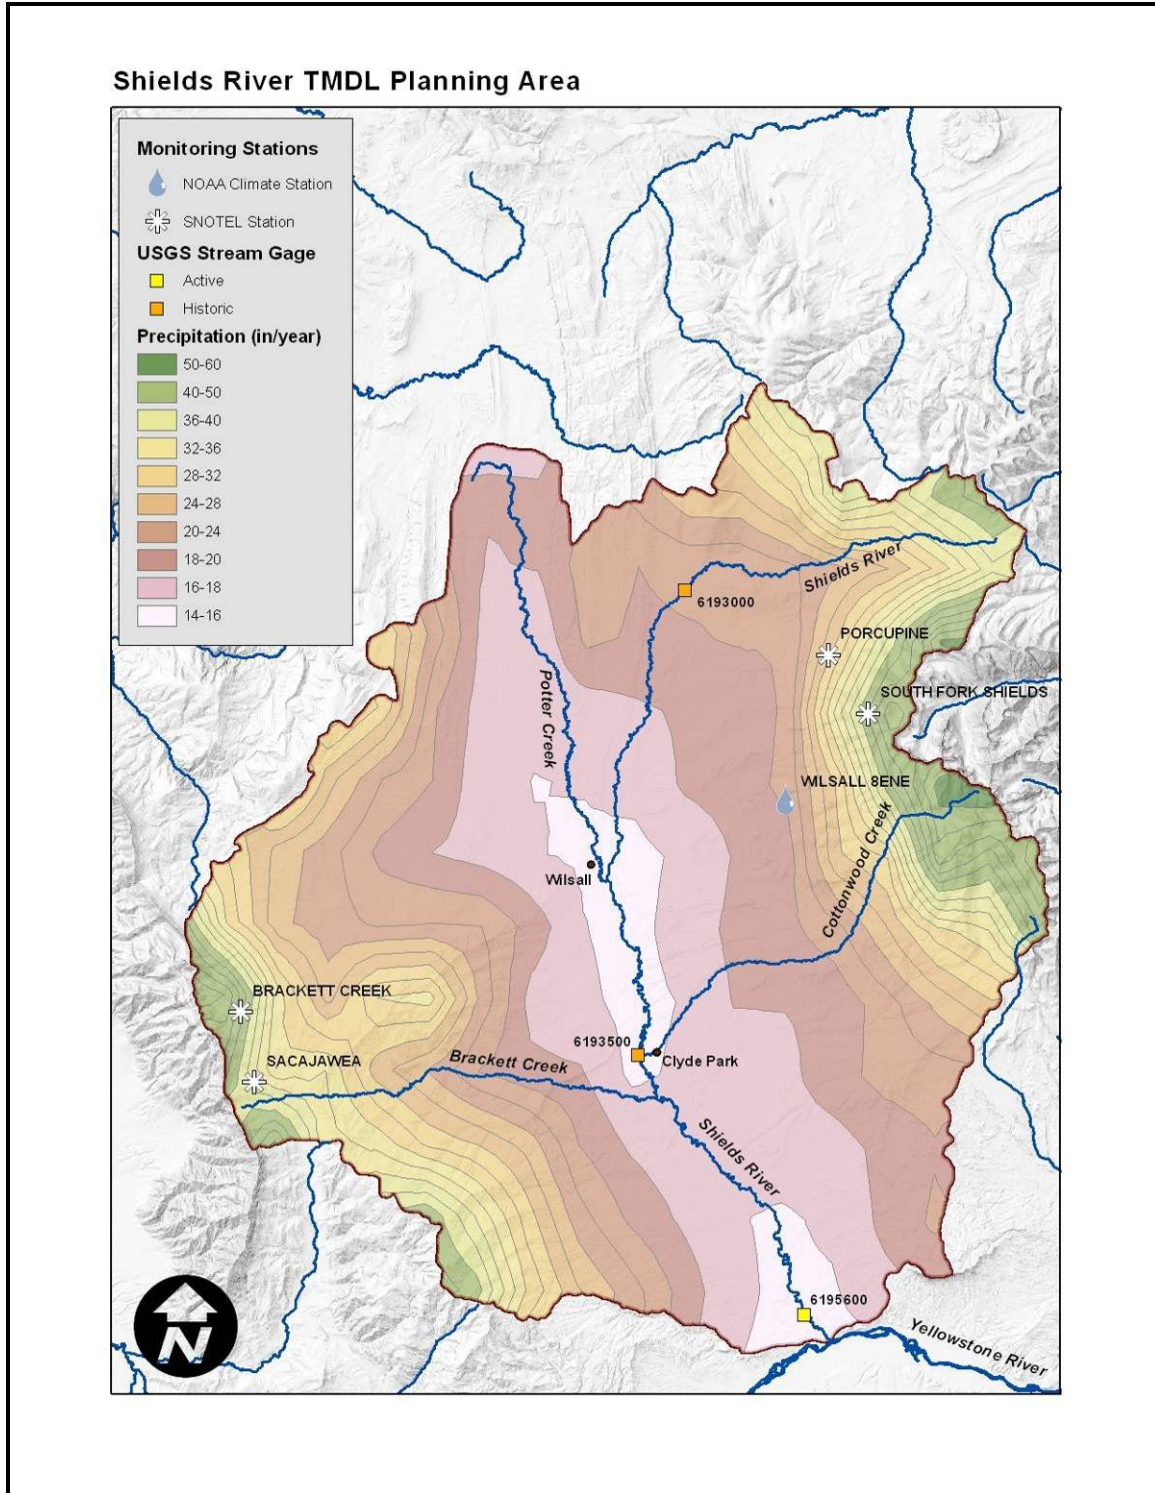 Shields River TMDL Planning Area
Monitoring Stations
NOAA Climate Station
SNOTEL Station
USGS Stream Gage
Active
Historic
Precipitation (in/year)
50-60
40-50
36-40
32-36
28-32
24-28
20-24
18-20
16-18
14-16
Shields River
6193000
PORCUPINE
Potter Creek
SOUTH FORK SHIELDS
WILSALL 8ENE
Wilsall
Cottonwood Creek
BRACKETT CREEK
6193500
SACAJAWEA
Brackett Creek
Clyde Park
Shields River
6195600
Yellowstone River
N